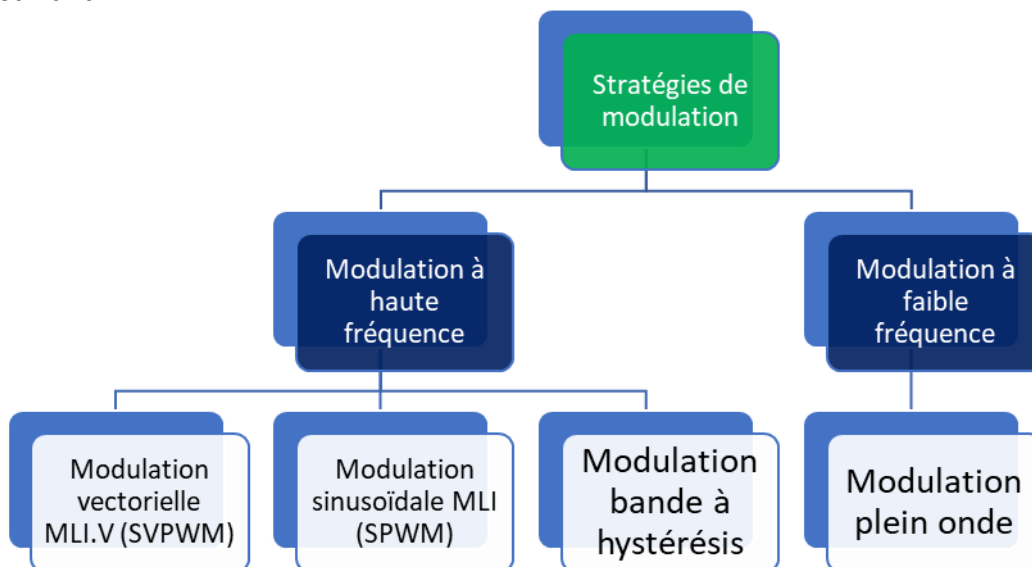 Stratégies de
modulation
Modulation à
haute
fréquence
Modulation à
faible
fréquence
Modulation
vectorielle
MLI.V (SVPWM)
Modulation
sinusoïdale MLI
(SPWM)
Modulation
bande à
hystérésis
Modulation
plein onde